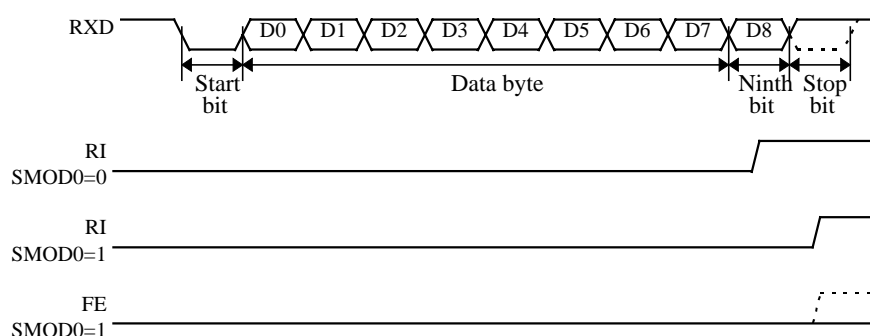 RXD D0 D1 D2 D3 D4 D5 D6 D7 D8
Start bit
Data byte
Ninth bit
Stop bit
RI
SMOD0=0
RI
SMOD0=1
FE
SMOD0=1